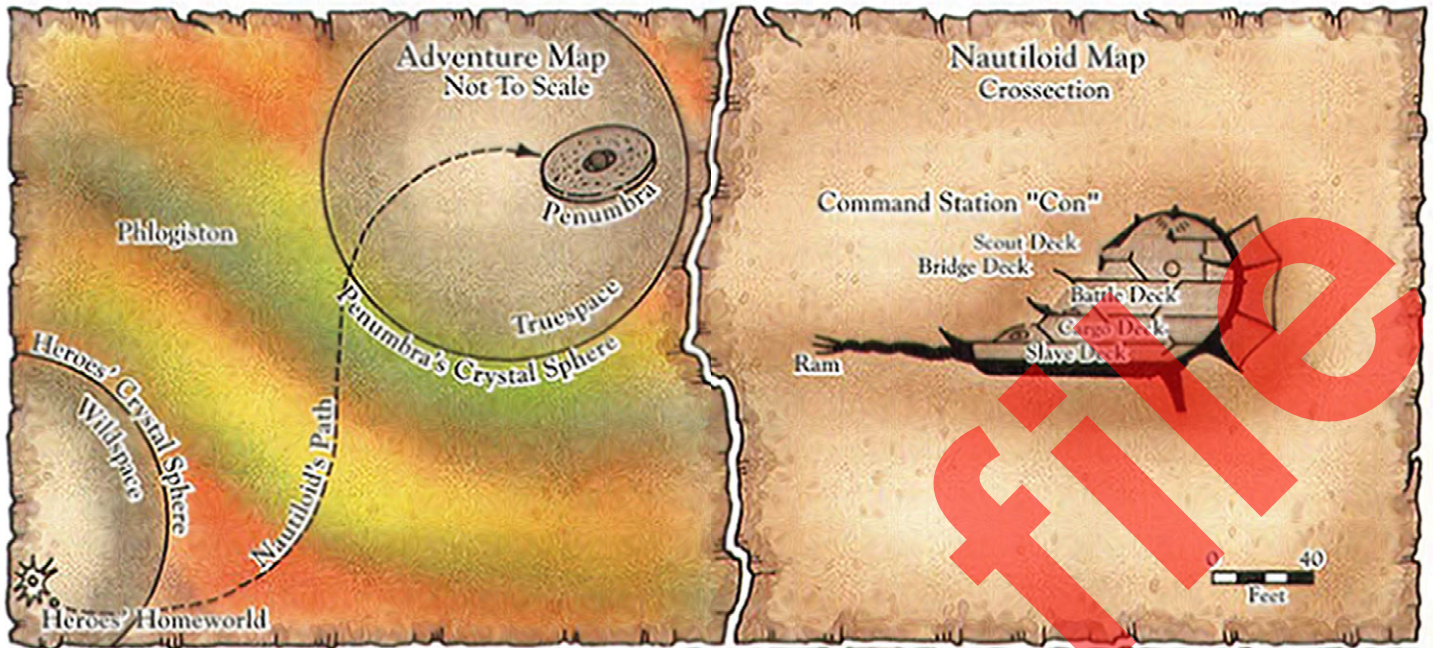 Adventure Map
Not To Scale
Penumbra
Phlogiston
Truespace
Penumbra's Crystal Sphere
Heroes' Crystal Sphere
Wildspace
Nautiloid's Path
Heroes' Homeworld
Nautiloid Map
Crossection
Command Station "Con"
Scout Deck
Bridge Deck
Battle Deck
Cargo Deck
Slave Deck
Ram
0 40
Feet
file